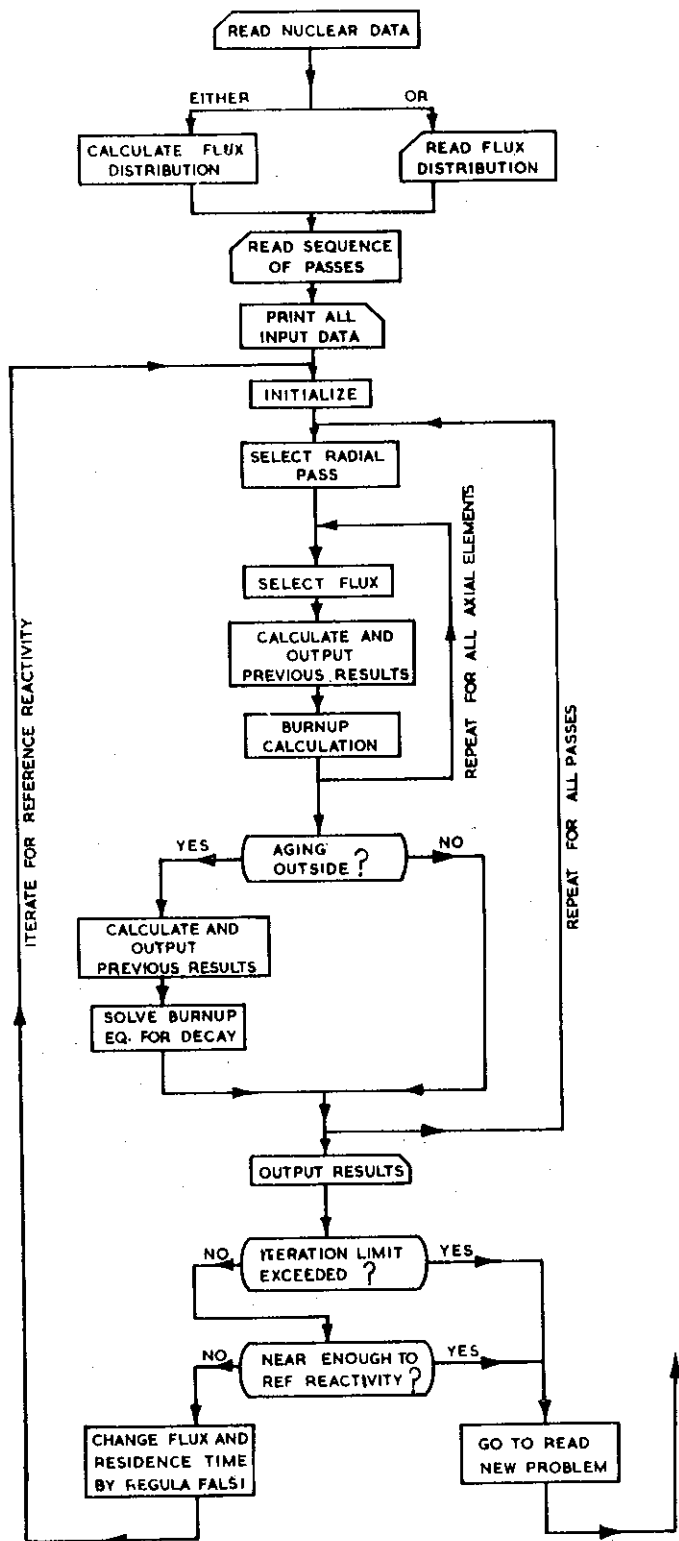 READ NUCLEAR DATA
EITHER
OR
CALCULATE FLUX
DISTRIBUTION
READ FLUX
DISTRIBUTION
READ SEQUENCE
OF PASSES
PRINT ALL
INPUT DATA
INITIALIZE
SELECT RADIAL
PASS
SELECT FLUX
CALCULATE AND
OUTPUT
PREVIOUS RESULTS
BURNUP
CALCULATION
REPEAT FOR ALL AXIAL ELEMENTS
REPEAT FOR ALL PASSES
ITERATE FOR REFERENCE REACTIVITY
YES
AGING
OUTSIDE ?
NO
CALCULATE AND
OUTPUT
PREVIOUS RESULTS
SOLVE BURNUP
EQ. FOR DECAY
OUTPUT RESULTS
NO
ITERATION LIMIT
EXCEEDED ?
YES
NO
NEAR ENOUGH TO
REF REACTIVITY ?
YES
CHANGE FLUX AND
RESIDENCE TIME
BY REGULA FALSI
GO TO READ
NEW PROBLEM